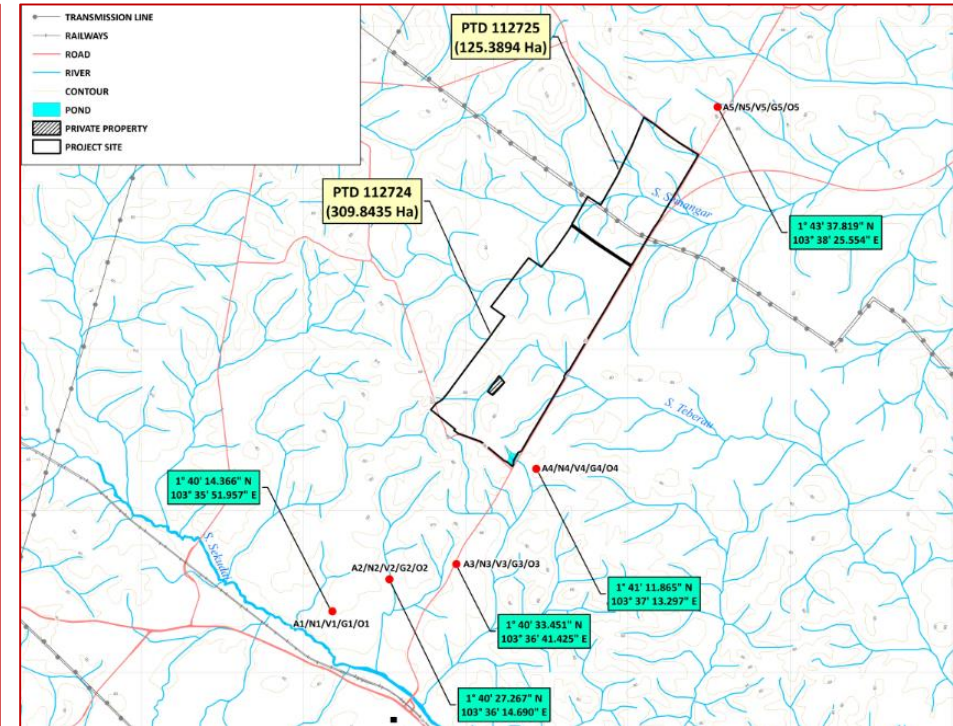 TRANSMISSION LINE
RAILWAYS
ROAD
RIVER
CONTOUR
POND
PRIVATE PROPERTY
PROJECT SITE
PTD 112725
(125.3894 Ha)
A5/N5/V5/G5/O5
PTD 112724
(309.8435 Ha)
1° 43' 37.819" N
103° 38' 25.554" E
S. Teberau
A4/N4/V4/G4/O4
1° 40' 14.366" N
103° 35' 51.957" E
A3/N3/V3/G3/O3
A2/N2/V2/G2/O2
1° 41' 11.865" N
103° 37' 13.297" E
A1/N1/V1/G1/O1
1° 40' 33.451" N
103° 36' 41.425" E
1° 40' 27.267" N
103° 36' 14.690" E